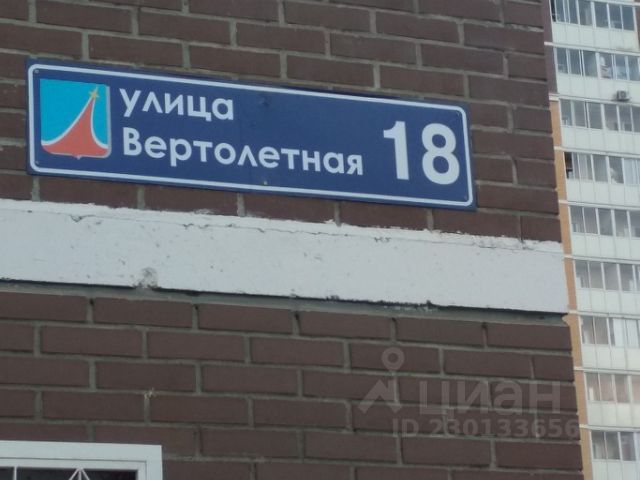 улица
Вертолетная
18
циан
ID 230133656